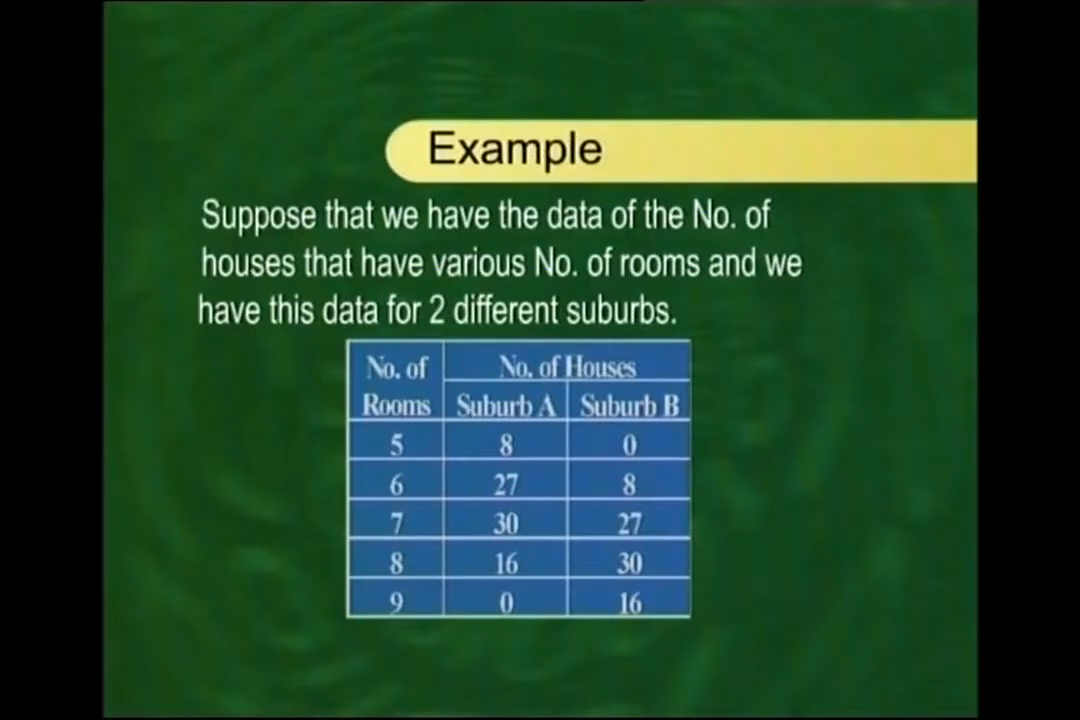 Example
Suppose that we have the data of the No. of
houses that have various No. of rooms and we
have this data for 2 different suburbs.
No. of Rooms No. of Houses
Suburb A Suburb B
5 8 0
6 27 8
7 30 27
8 16 30
9 0 16